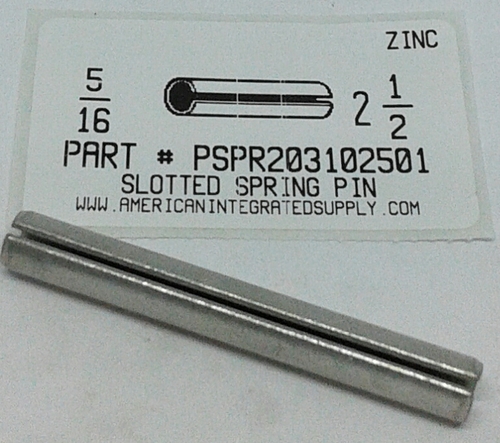 ZINC
5/16
2 1/2
PART # PSPR203102501
SLOTTED SPRING PIN
WWW.AMERICANINTEGRATEDSUPPLY.COM